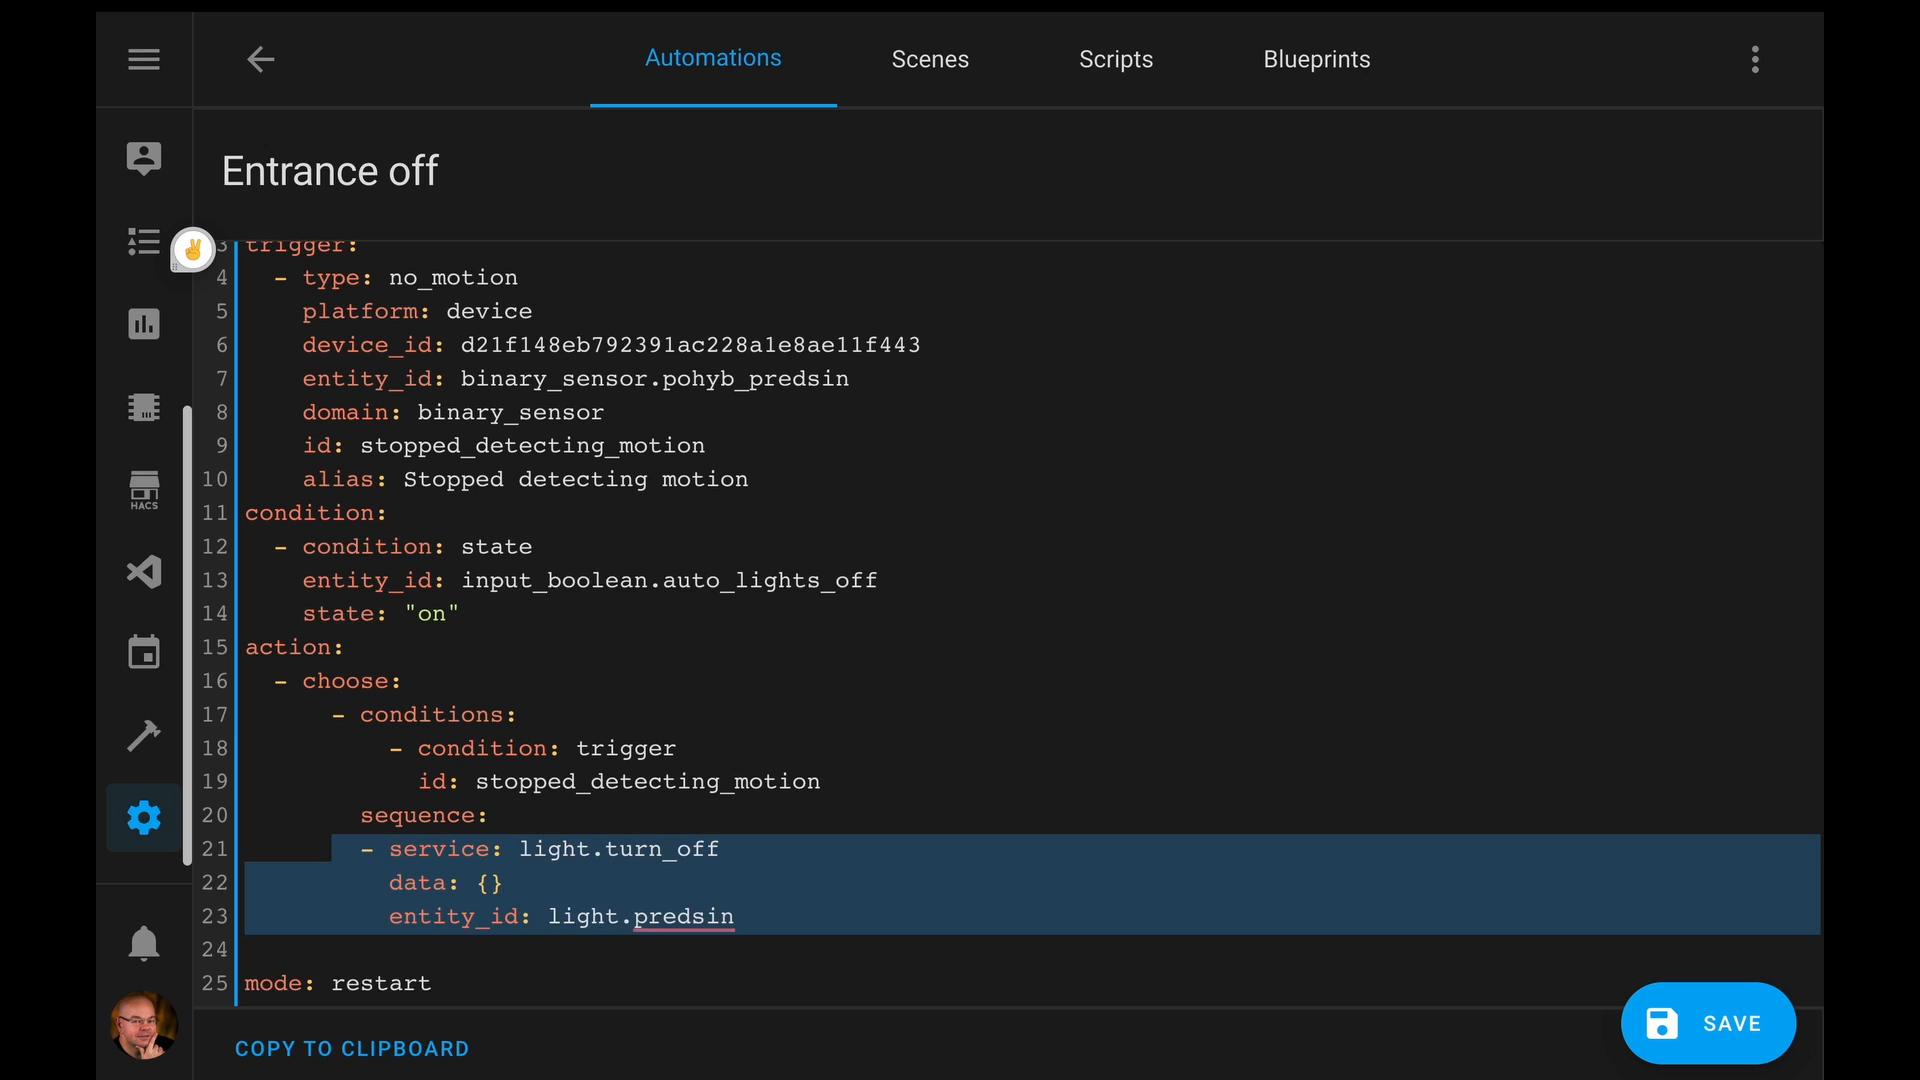 Automations Scenes Scripts Blueprints
Entrance off
3 trigger:
4 - type: no_motion
5 platform: device
6 device_id: d21f148eb792391ac228a1e8ae11f443
7 entity_id: binary_sensor.pohyb_predsin
8 domain: binary_sensor
9 id: stopped_detecting_motion
10 alias: Stopped detecting motion
11 condition:
12 - condition: state
13 entity_id: input_boolean.auto_lights_off
14 state: "on"
15 action:
16 - choose:
17 - conditions:
18 - condition: trigger
19 id: stopped_detecting_motion
20 sequence:
21 - service: light.turn_off
22 data: {}
23 entity_id: light.predsin
24
25 mode: restart
HACS
COPY TO CLIPBOARD
SAVE